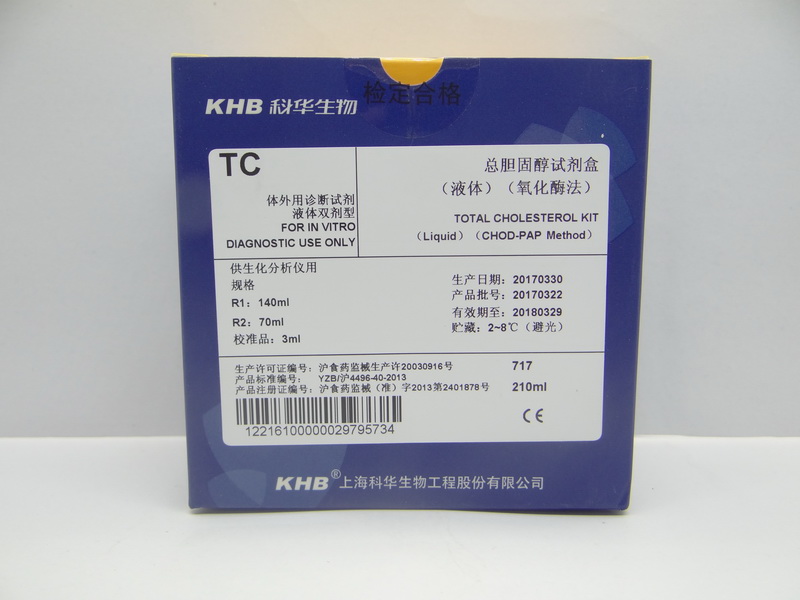 检定合格
KHB 科华生物
TC
体外用诊断试剂
液体双剂型
FOR IN VITRO
DIAGNOSTIC USE ONLY
总胆固醇试剂盒
（液体）（氧化酶法）
TOTAL CHOLESTEROL KIT
（Liquid）（CHOD-PAP Method）
供生化分析仪用
规格
R1：140ml
R2：70ml
校准品：3ml
生产日期：20170330
产品批号：20170322
有效期至：20180329
贮藏：2~8℃（避光）
生产许可证编号：沪食药监械生产许20030916号
产品标准编号：YZB/沪4496-40-2013
产品注册证编号：沪食药监械（准）字2013第2401878号
717
210ml
CE
12216100000029795734
KHB®上海科华生物工程股份有限公司